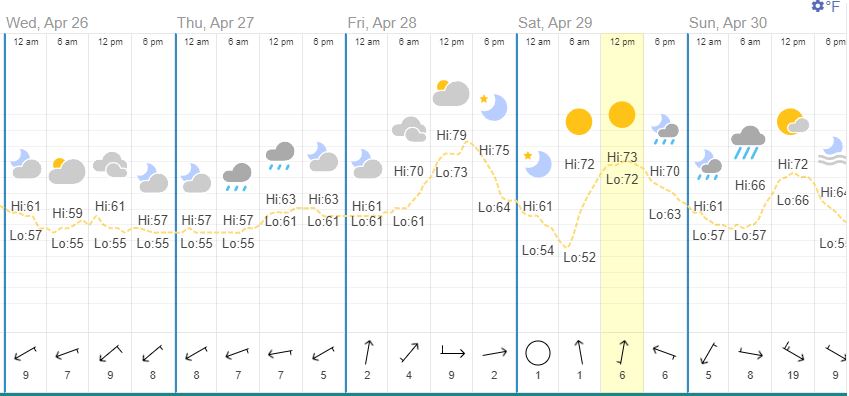 °F
Wed, Apr 26 Thu, Apr 27 Fri, Apr 28 Sat, Apr 29 Sun, Apr 30
12 am 6 am 12 pm 6 pm 12 am 6 am 12 pm 6 pm 12 am 6 am 12 pm 6 pm 12 am 6 am 12 pm 6 pm 12 am 6 am 12 pm 6 pm
Hi:61 Hi:59 Hi:61 Hi:57 Hi:57 Hi:57 Hi:63 Hi:63 Hi:61 Hi:70 Hi:79 Hi:75 Hi:61 Hi:72 Hi:73 Hi:70 Hi:61 Hi:66 Hi:72 Hi:64
Lo:57 Lo:55 Lo:55 Lo:55 Lo:55 Lo:55 Lo:61 Lo:61 Lo:61 Lo:61 Lo:73 Lo:64 Lo:54 Lo:52 Lo:72 Lo:63 Lo:57 Lo:57 Lo:66
9 7 9 8 8 7 7 5 2 4 9 2 1 1 6 6 5 8 19 9